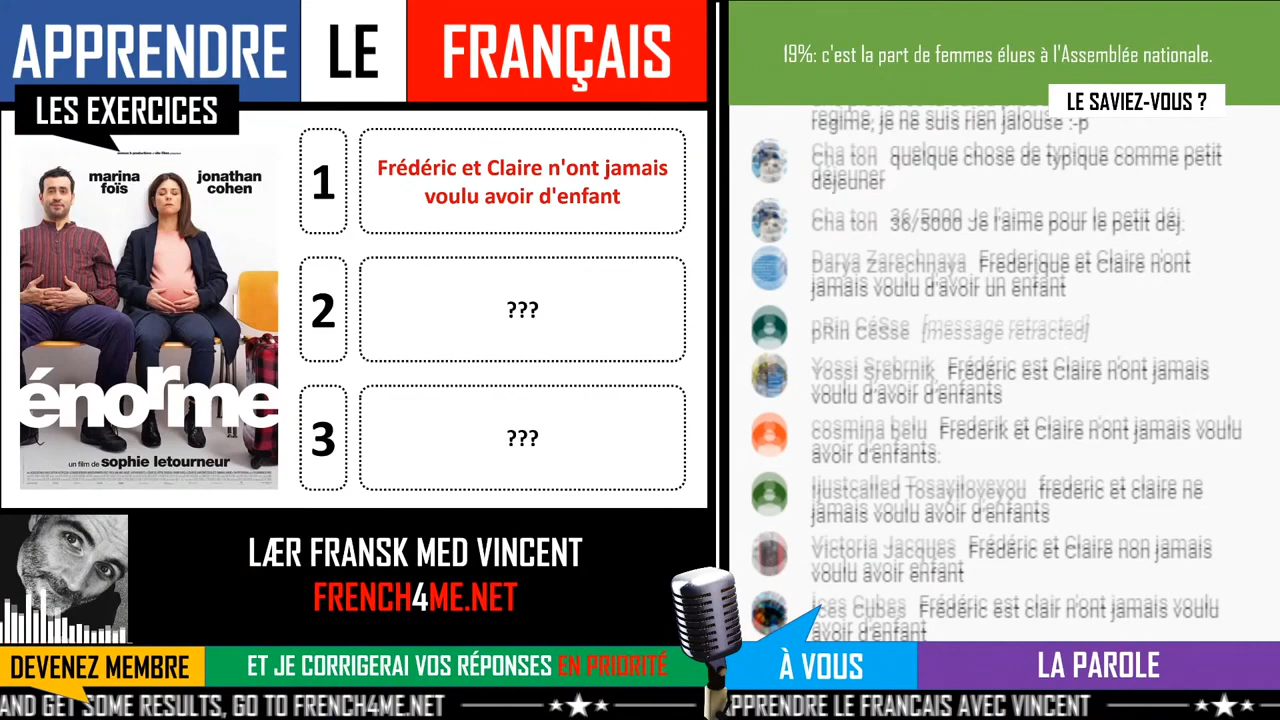 APPRENDRE LE FRANÇAIS
LES EXERCICES
marina foïs
jonathan cohen
énorme
un film de sophie letourneur
1
Frédéric et Claire n'ont jamais
voulu avoir d'enfant
2
???
3
???
LÆR FRANSK MED VINCENT
FRENCH4ME.NET
DEVENEZ MEMBRE
ET JE CORRIGERAI VOS RÉPONSES EN PRIORITÉ
19%: c'est la part de femmes élues à l'Assemblée nationale.
LE SAVIEZ-VOUS ?
regime, je ne suis rien jalouse :-p
Cha ton quelque chose de typique comme petit
déjeuner
Cha ton 36/5000 Je l'aime pour le petit déj.
Darya Zarechnaya Frederique et Claire n'ont
jamais voulu d'avoir un enfant
pRin CéSse [message retracted]
Yossi Srebrnik Frédéric est Claire n'ont jamais
voulu d'avoir d'enfants
cosmina belu Frederik et Claire n'ont jamais voulu
avoir d'enfants.
Ijustcalled Tosayiloveyou frederic et claire ne
jamais voulu avoir d'enfants
Victoria Jacques Frédéric et Claire non jamais
voulu avoir enfant
Ices Cubes Frédéric est clair n'ont jamais voulu
avoir d'enfant
À VOUS
LA PAROLE
AND GET SOME RESULTS, GO TO FRENCH4ME.NET
PPRENDRE LE FRANCAIS AVEC VINCENT